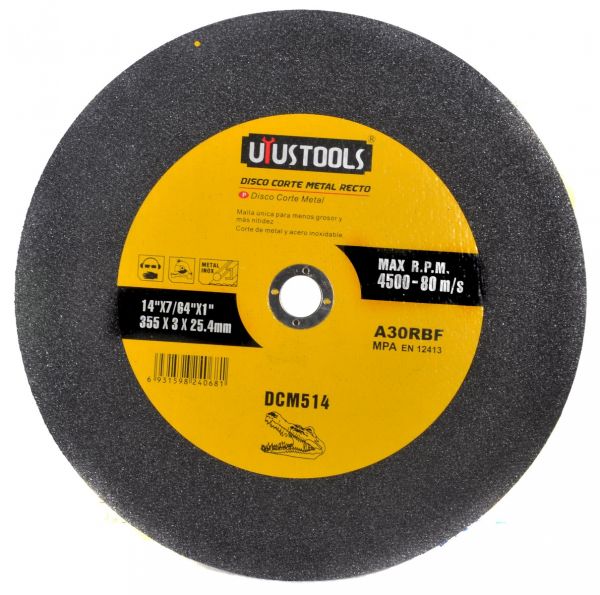 UYUSTOOLS ®
DISCO CORTE METAL RECTO
P Disco Corte Metal
Malla única para menos grosor y
más nitidez
Corte de metal y acero inoxidable.
METAL
INOX
MAX R.P.M.
4500-80 m/s
14"X7/64"X1"
355 X 3 X 25.4mm
A30RBF
MPA EN 12413
6 931598 240681
DCM514